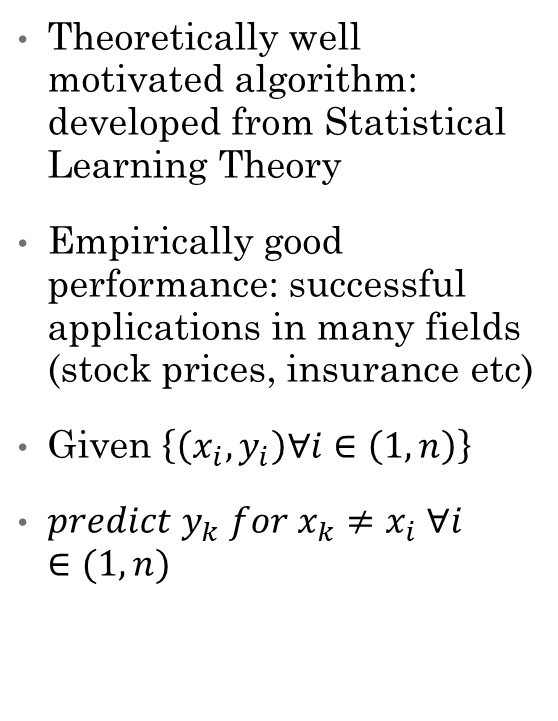 • Theoretically well
motivated algorithm:
developed from Statistical
Learning Theory
• Empirically good
performance: successful
applications in many fields
(stock prices, insurance etc)
• Given {(xᵢ, yᵢ)∀i ∈ (1, n)}
• predict yₖ for xₖ ≠ xᵢ ∀i
∈ (1, n)